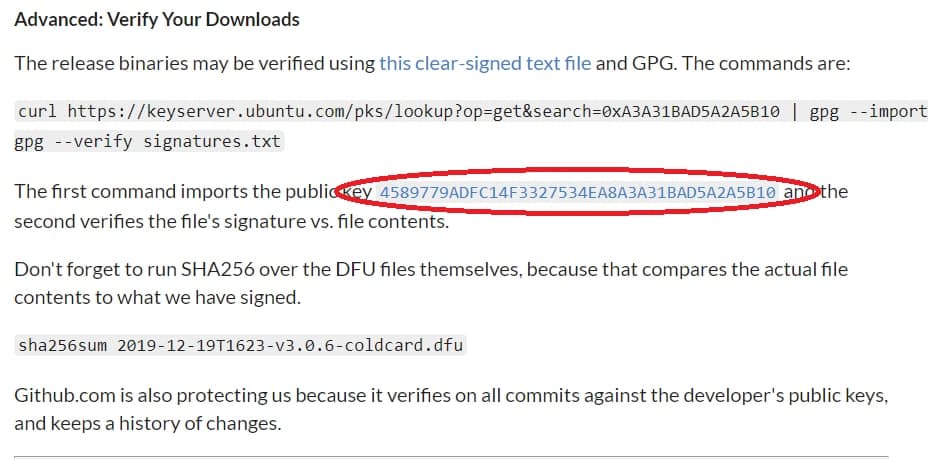 Advanced: Verify Your Downloads
The release binaries may be verified using this clear-signed text file and GPG. The commands are:
curl https://keyserver.ubuntu.com/pks/lookup?op=get&search=0xA3A31BAD5A2A5B10 | gpg --import
gpg --verify signatures.txt
The first command imports the public key 4589779ADFC14F3327534EA8A3A31BAD5A2A5B10 and the
second verifies the file's signature vs. file contents.
Don't forget to run SHA256 over the DFU files themselves, because that compares the actual file
contents to what we have signed.
sha256sum 2019-12-19T1623-v3.0.6-coldcard.dfu
Github.com is also protecting us because it verifies on all commits against the developer's public keys,
and keeps a history of changes.